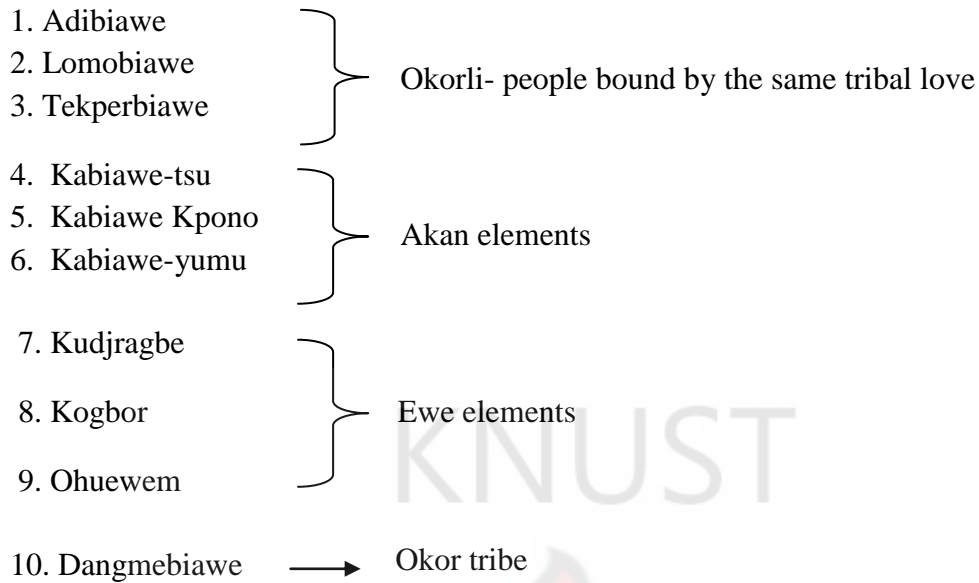 1. Adibiawe
2. Lomobiawe
3. Tekperbiawe
Okorli- people bound by the same tribal love
4. Kabiawe-tsu
5. Kabiawe Kpono
6. Kabiawe-yumu
Akan elements
7. Kudjragbe
8. Kogbor
9. Ohuewem
Ewe elements
KNUST
10. Dangmebiawe
Okor tribe